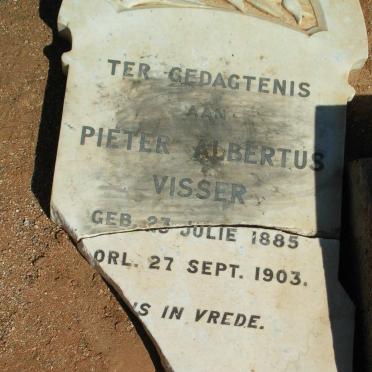 TER GEDAGTENIS
AAN
PIETER ALBERTUS
VISSER
GEB. 23 JULIE 1885
ORL. 27 SEPT. 1903.
IS IN VREDE.